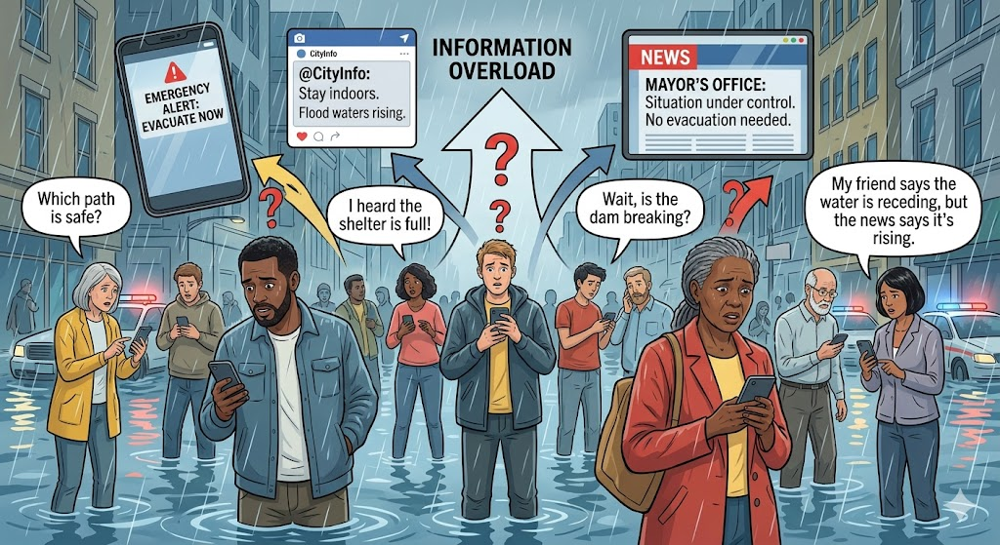 INFORMATION
OVERLOAD
EMERGENCY
ALERT:
EVACUATE NOW
CityInfo
@CityInfo:
Stay indoors.
Flood waters rising.
NEWS
MAYOR'S OFFICE:
Situation under control.
No evacuation needed.
Which path
is safe?
?
I heard the
shelter is full!
?
?
Wait, is the
dam breaking?
?
My friend says the
water is receding, but
the news says it's
rising.